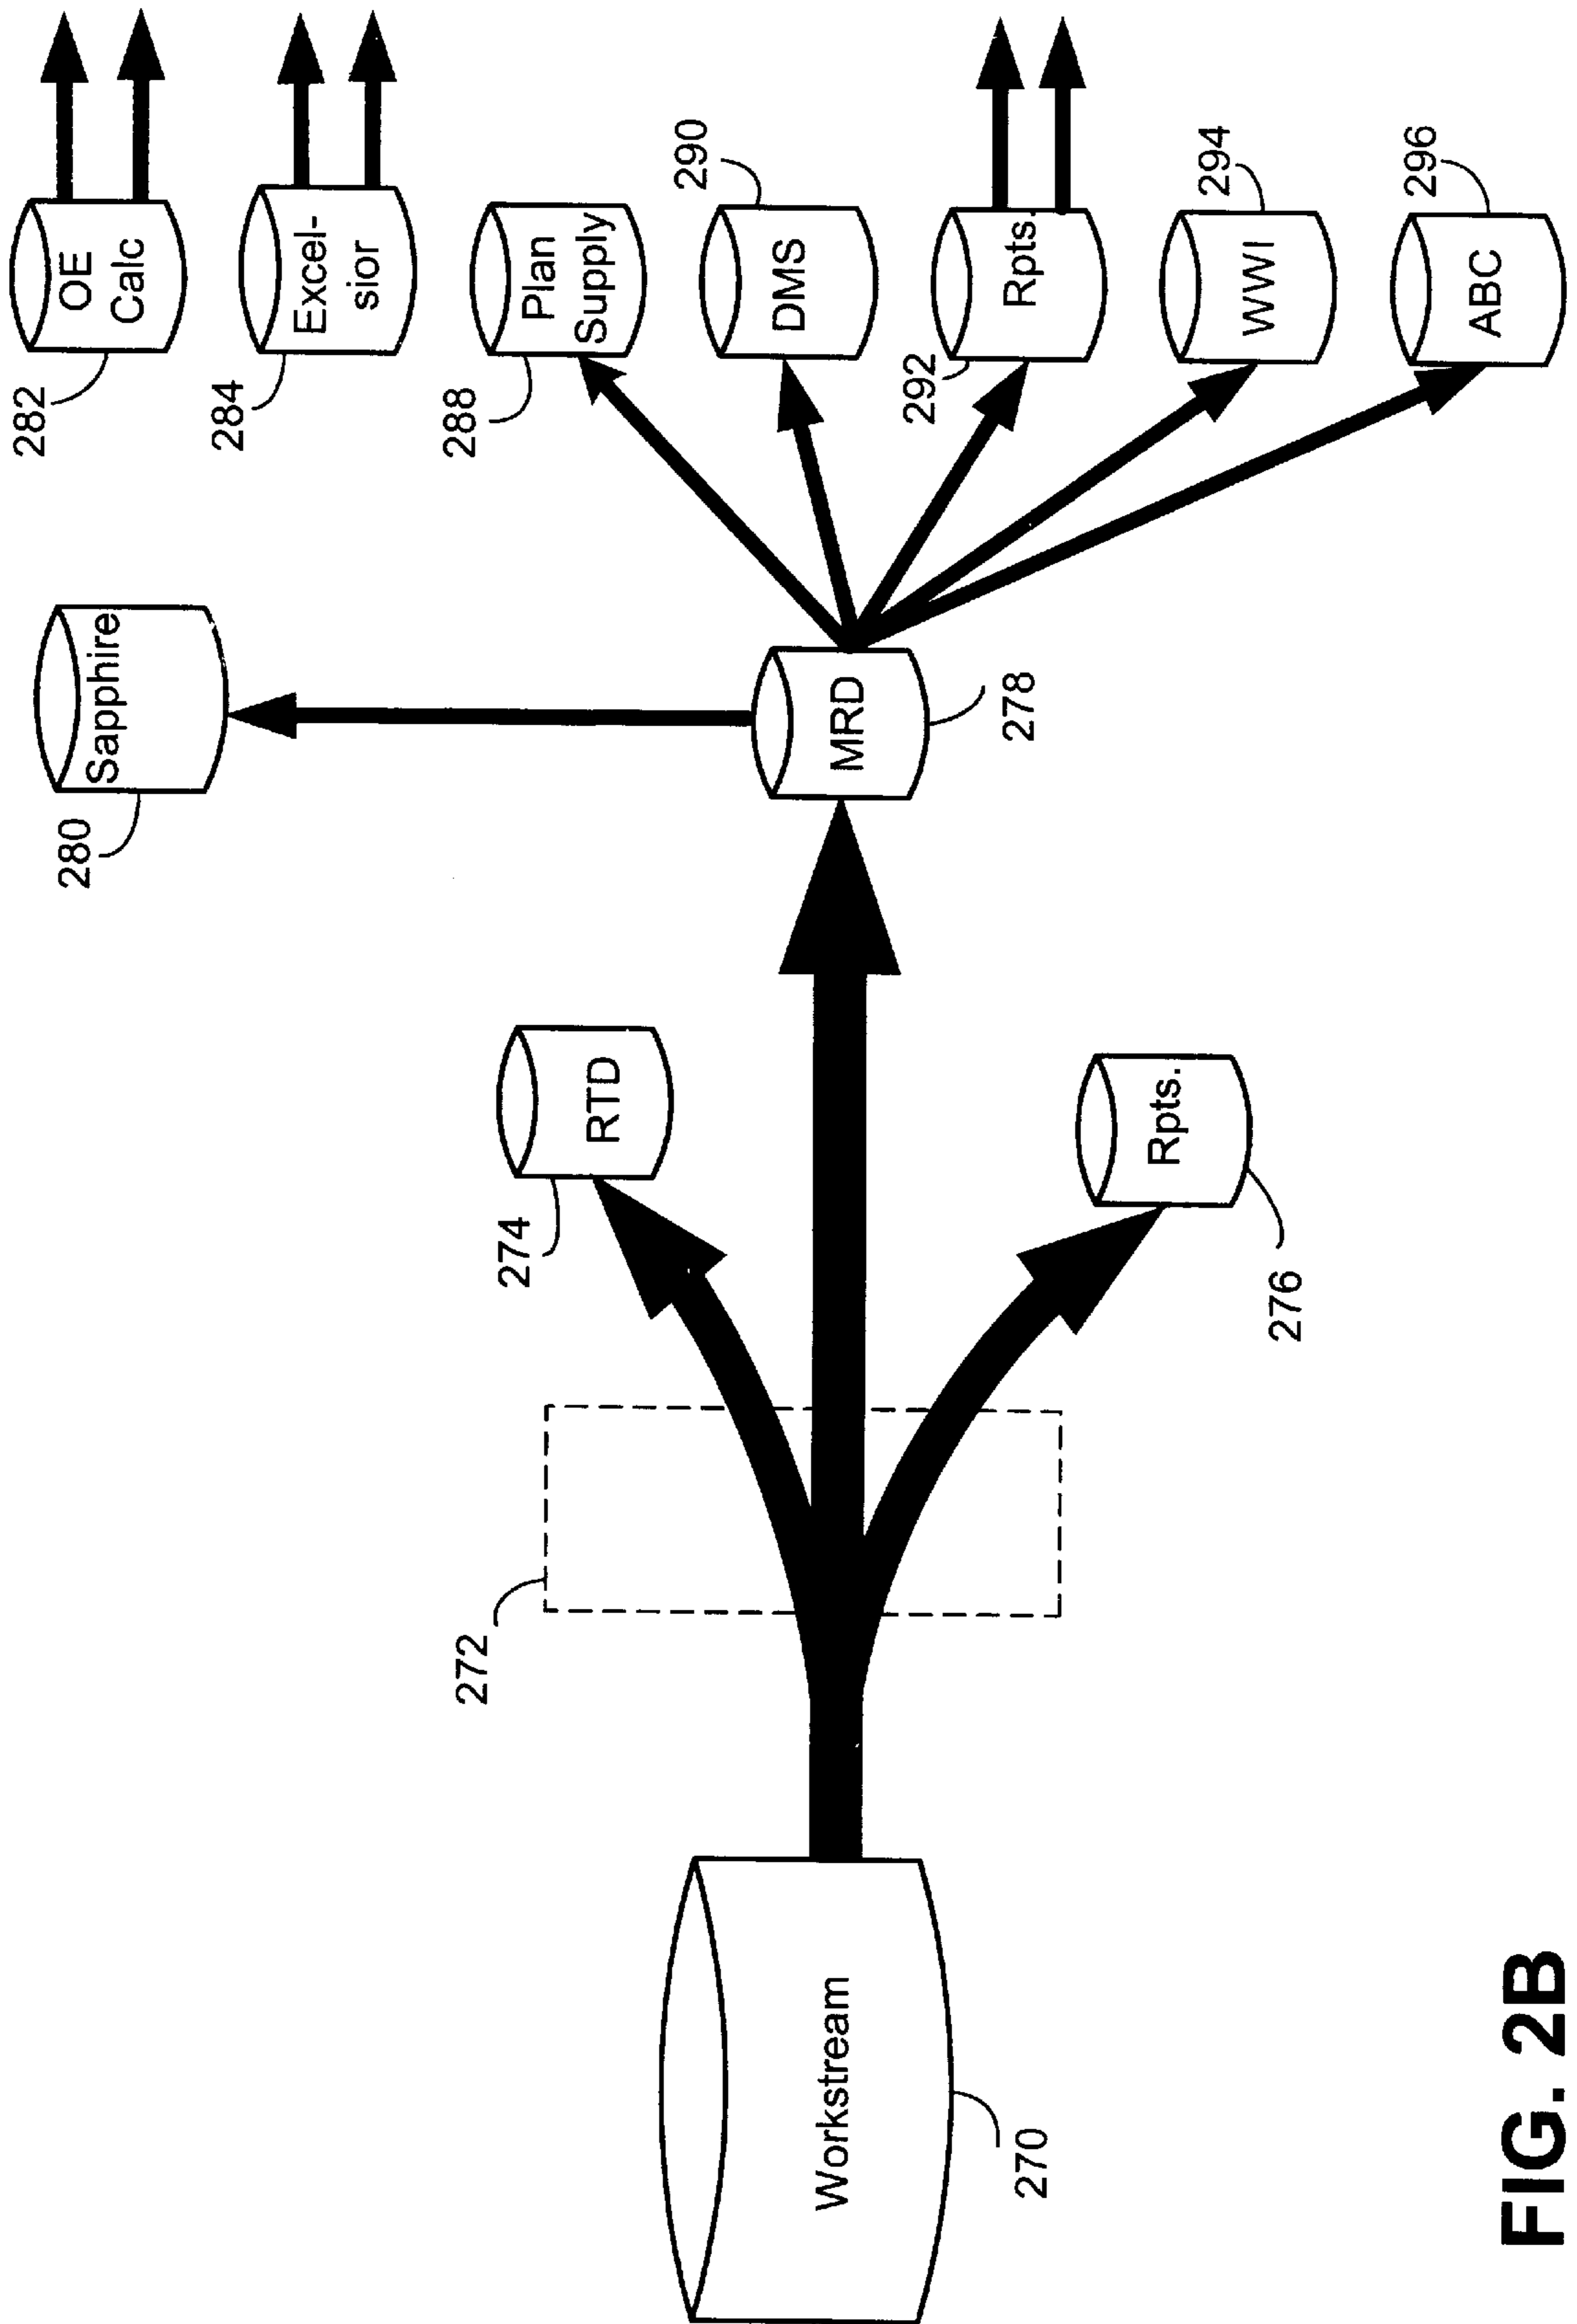 282
OE
Calc
284
Excel-
sior
280
Sapphire
288
Plan
Supply
290
DMS
274
RTD
MRD
278
292
Rpts.
272
Workstream
270
Rpts.
276
WWI
294
ABC
296
FIG. 2B